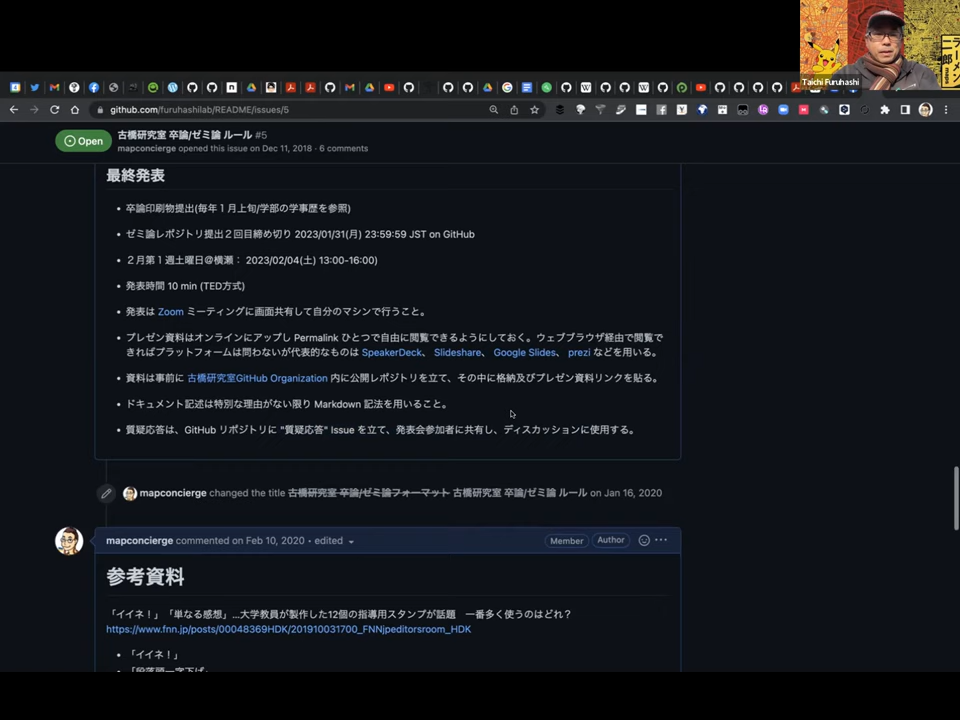 Taichi Furuhashi
github.com/furuhashilab/README/issues/5
Open
古橋研究室 卒論/ゼミ論 ルール #5
mapconcierge opened this issue on Dec 11, 2018 · 6 comments
最終発表
• 卒論印刷物提出(毎年１月上旬/学部の学事歴を参照)
• ゼミ論レポジトリ提出２回目締め切り 2023/01/31(月) 23:59:59 JST on GitHub
• ２月第１週土曜日@横瀬： 2023/02/04(土) 13:00-16:00)
• 発表時間 10 min (TED方式)
• 発表は Zoom ミーティングに画面共有して自分のマシンで行うこと。
• プレゼン資料はオンラインにアップし Permalink ひとつで自由に閲覧できるようにしておく。ウェブブラウザ経由で閲覧で
きればプラットフォームは問わないが代表的なものは SpeakerDeck、 Slideshare、 Google Slides、 prezi などを用いる。
• 資料は事前に 古橋研究室GitHub Organization 内に公開レポジトリを立て、その中に格納及びプレゼン資料リンクを貼る。
• ドキュメント記述は特別な理由がない限り Markdown 記法を用いること。
• 質疑応答は、GitHub リポジトリに "質疑応答" Issue を立て、発表会参加者に共有し、ディスカッションに使用する。
mapconcierge changed the title 古橋研究室 卒論/ゼミ論フォーマット 古橋研究室 卒論/ゼミ論 ルール on Jan 16, 2020
mapconcierge commented on Feb 10, 2020 • edited
Member
Author
参考資料
「イイネ！」「単なる感想」…大学教員が製作した12個の指導用スタンプが話題　一番多く使うのはどれ？
https://www.fnn.jp/posts/00048369HDK/201910031700_FNNjpeditorsroom_HDK
• 「イイネ！」